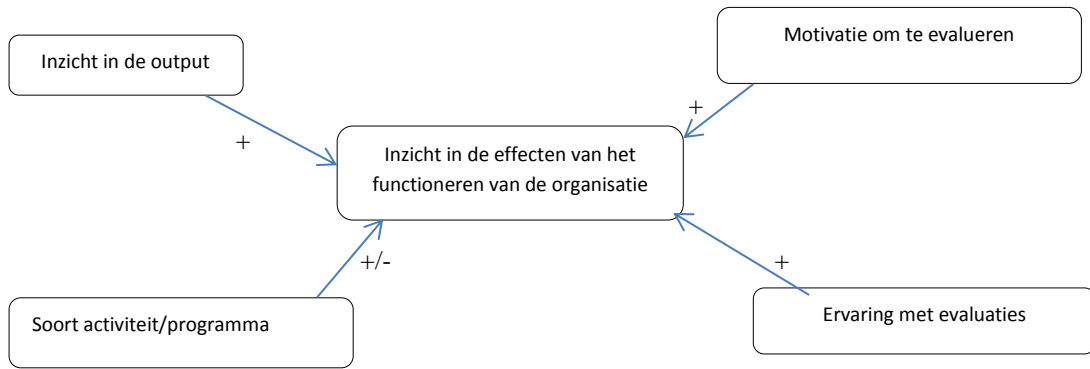 Motivatie om te evalueren
Inzicht in de output
+
+
Inzicht in de effecten van het
functioneren van de organisatie
+/-
+
Soort activiteit/programma
Ervaring met evaluaties